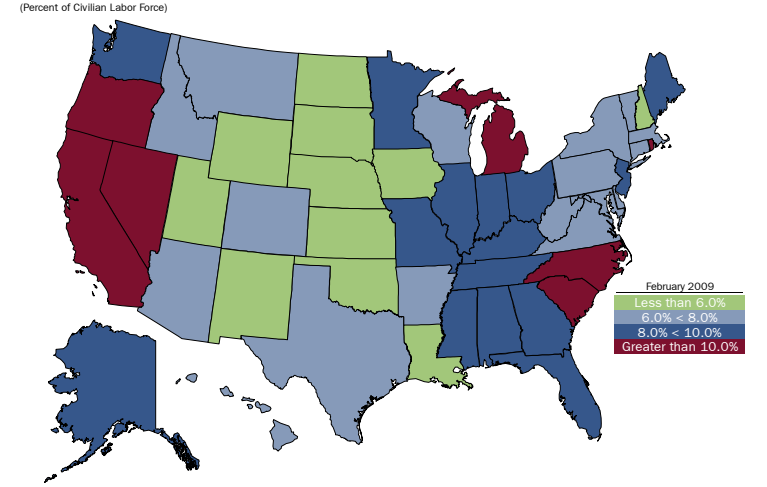 (Percent of Civilian Labor Force)
February 2009
Less than 6.0%
6.0% < 8.0%
8.0% < 10.0%
Greater than 10.0%